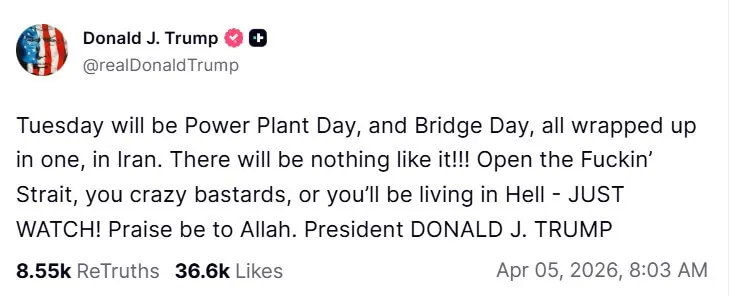 Donald J. Trump
@realDonaldTrump
Tuesday will be Power Plant Day, and Bridge Day, all wrapped up
in one, in Iran. There will be nothing like it!!! Open the Fuckin’
Strait, you crazy bastards, or you’ll be living in Hell - JUST
WATCH! Praise be to Allah. President DONALD J. TRUMP
8.55k ReTruths 36.6k Likes Apr 05, 2026, 8:03 AM